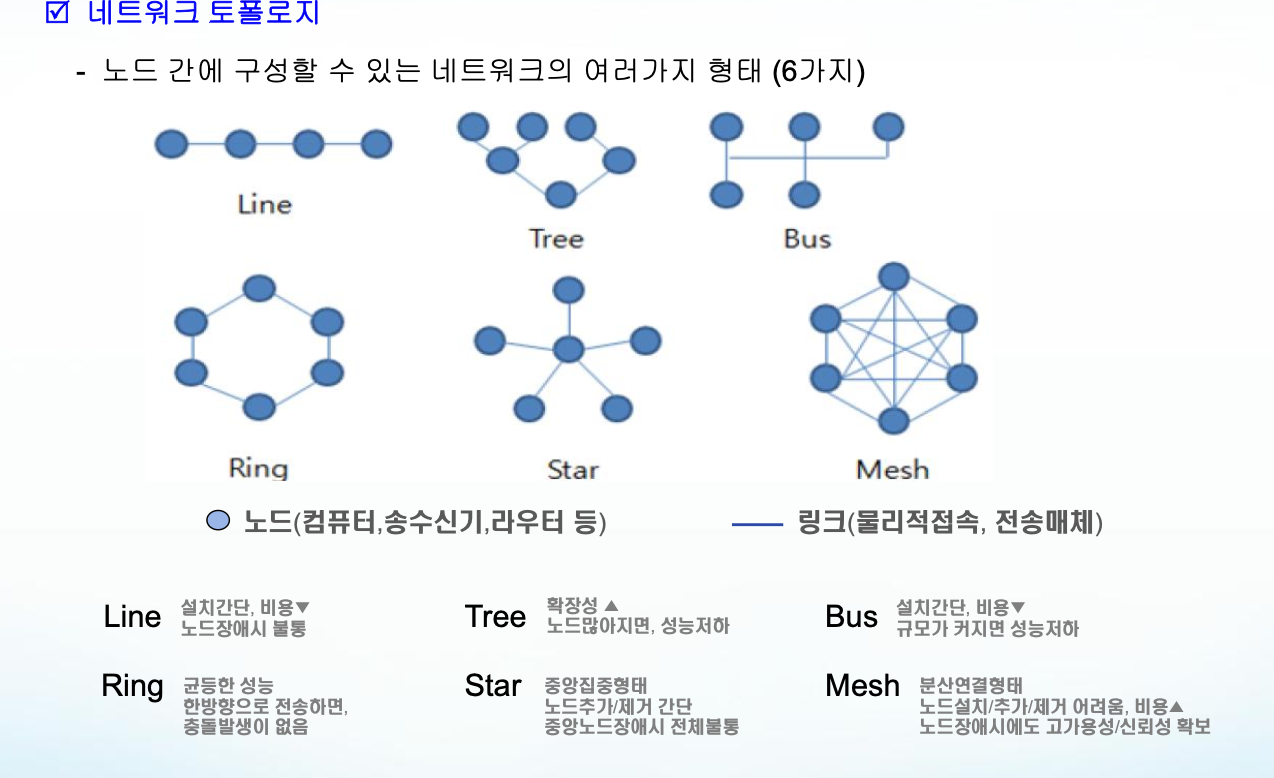 ☑ 네트워크 토폴로지
- 노드 간에 구성할 수 있는 네트워크의 여러가지 형태 (6가지)
Line
Tree
Bus
Ring
Star
Mesh
노드(컴퓨터,송수신기,라우터 등)
링크(물리적접속, 전송매체)
Line
설치간단, 비용▼
노드장애시 불통
Tree
확장성 ▲
노드많아지면, 성능저하
Bus
설치간단, 비용▼
규모가 커지면 성능저하
Ring
균등한 성능
한방향으로 전송하면,
충돌발생이 없음
Star
중앙집중형태
노드추가/제거 간단
중앙노드장애시 전체불통
Mesh
분산연결형태
노드설치/추가/제거 어려움, 비용▲
노드장애시에도 고가용성/신뢰성 확보